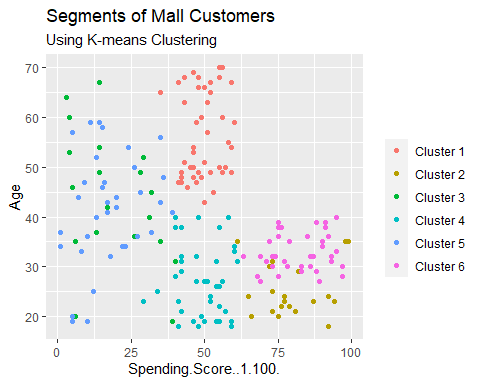 Segments of Mall Customers
Using K-means Clustering
70
60
50
40
30
20
Age
0
25
50
75
100
Spending.Score..1.100.
Cluster 1
Cluster 2
Cluster 3
Cluster 4
Cluster 5
Cluster 6